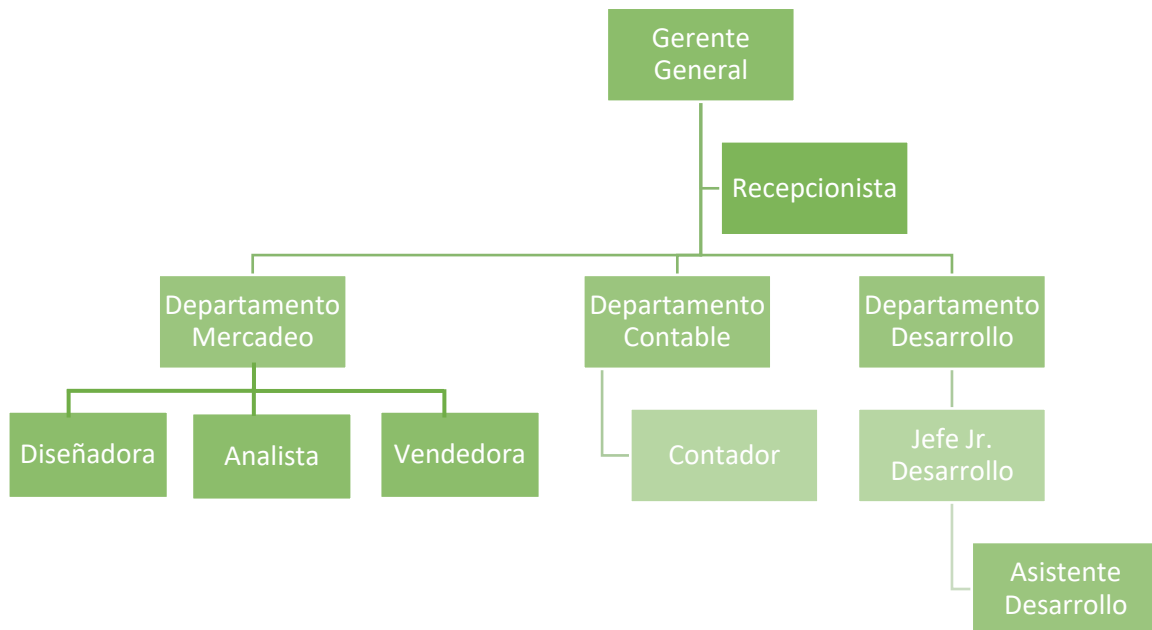 Gerente
General
Recepcionista
Departamento
Mercadeo
Departamento
Contable
Departamento
Desarrollo
Diseñadora
Analista
Vendedora
Contador
Jefe Jr.
Desarrollo
Asistente
Desarrollo